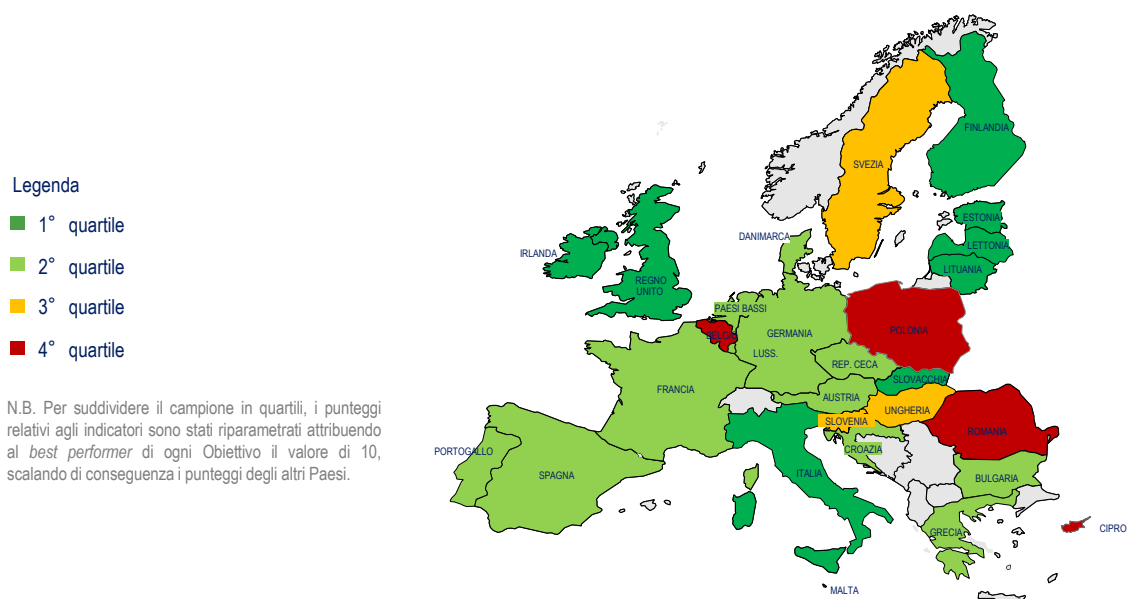 Legenda
1° quartile
2° quartile
3° quartile
4° quartile
N.B. Per suddividere il campione in quartili, i punteggi
relativi agli indicatori sono stati riparametrati attribuendo
al best performer di ogni Obiettivo il valore di 10,
scalando di conseguenza i punteggi degli altri Paesi.
FINLANDIA
SVEZIA
ESTONIA
DANIMARCA
LETTONIA
IRLANDA
LITUANIA
REGNO
UNITO
PAESI BASSI
BELGIO
GERMANIA
POLONIA
LUSS.
REP. CECA
SLOVACCHIA
FRANCIA
AUSTRIA
UNGHERIA
SLOVENIA
ROMANIA
CROAZIA
PORTOGALLO
SPAGNA
ITALIA
BULGARIA
GRECIA
CIPRO
MALTA